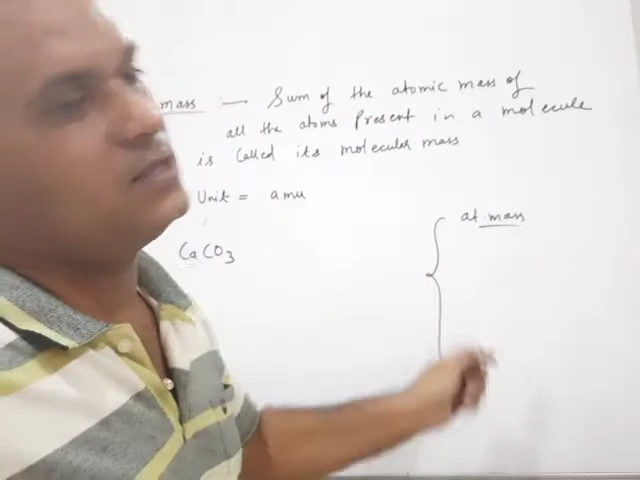 mass — Sum of the atomic mass of
all the atoms Present in a molecule
is called its molecular mass
Unit = amu
CaCO3
at. mass